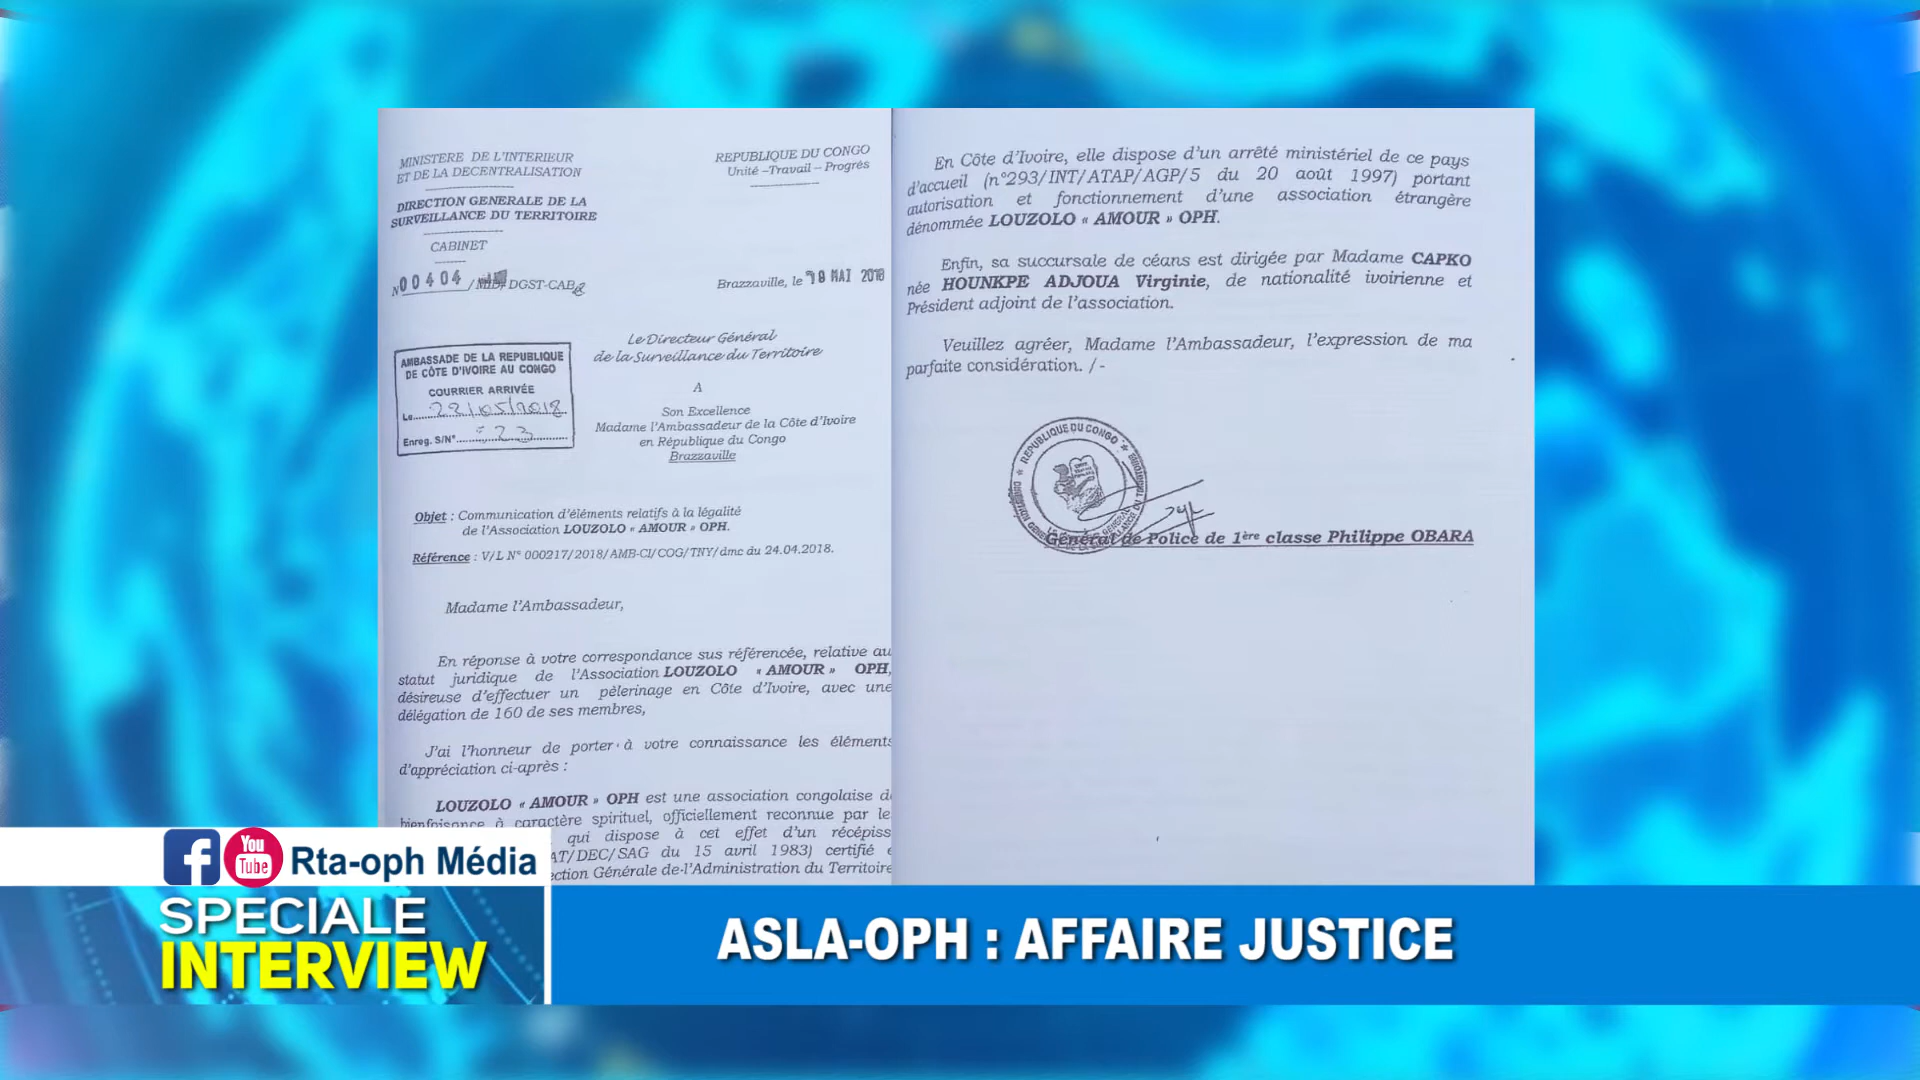 MINISTERE DE L'INTERIEUR
ET DE LA DECENTRALISATION
DIRECTION GENERALE DE LA
SURVEILLANCE DU TERRITOIRE
CABINET
N°00404 / DGST-CAB
REPUBLIQUE DU CONGO
Unité –Travail – Progrès
Brazzaville, le 18 MAI 2018
AMBASSADE DE LA REPUBLIQUE
DE CÔTE D'IVOIRE AU CONGO
COURRIER ARRIVÉE
Le 22/05/2018
Enreg. S/N°
Le Directeur Général
de la Surveillance du Territoire
A
Son Excellence
Madame l'Ambassadeur de la Côte d'Ivoire
en République du Congo
Brazzaville
Objet : Communication d'éléments relatifs à la légalité
de l'Association LOUZOLO « AMOUR » OPH.
Référence : V/L N° 000217/2018/AMB-CI/COG/TNY/dmc du 24.04.2018.
Madame l'Ambassadeur,
En réponse à votre correspondance sus référencée, relative au
statut juridique de l'Association LOUZOLO « AMOUR » OPH,
désireuse d'effectuer un pèlerinage en Côte d'Ivoire, avec une
délégation de 160 de ses membres,
J'ai l'honneur de porter à votre connaissance les éléments
d'appréciation ci-après :
LOUZOLO « AMOUR » OPH est une association congolaise d
bienfaisance à caractère spirituel, officiellement reconnue par le
qui dispose à cet effet d'un récépiss
AT/DEC/SAG du 15 avril 1983) certifié
ection Générale de l'Administration du Territoire
En Côte d'Ivoire, elle dispose d'un arrêté ministériel de ce pays
d'accueil (n°293/INT/ATAP/AGP/5 du 20 août 1997) portant
autorisation et fonctionnement d'une association étrangère
dénommée LOUZOLO « AMOUR » OPH.
Enfin, sa succursale de céans est dirigée par Madame CAPKO
née HOUNKPE ADJOUA Virginie, de nationalité ivoirienne et
Président adjoint de l'association.
Veuillez agréer, Madame l'Ambassadeur, l'expression de ma
parfaite considération. / -
REPUBLIQUE DU CONGO
Général de Police de 1ère classe Philippe OBARA
You
Tube
Rta-oph Média
SPECIALE
INTERVIEW
ASLA-OPH : AFFAIRE JUSTICE